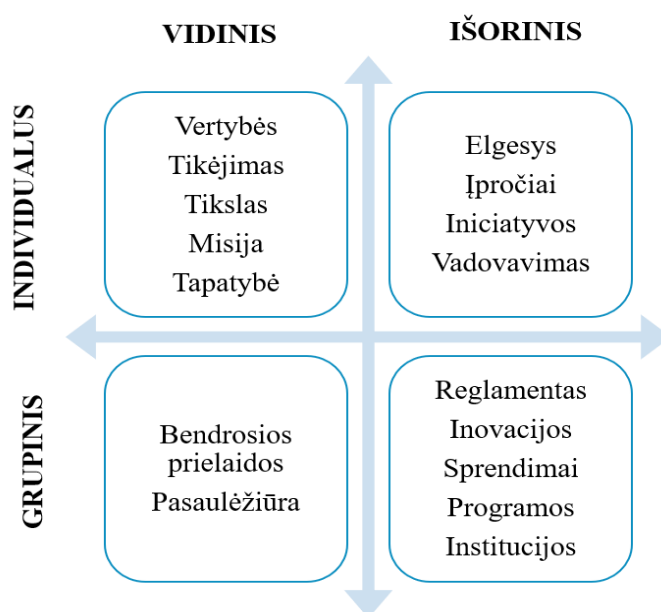 VIDINIS
IŠORINIS
INDIVIDUALUS
Vertybės
Tikėjimas
Tikslas
Misija
Tapatybė
Elgesys
Įpročiai
Iniciatyvos
Vadovavimas
GRUPINIS
Bendrosios
prielaidos
Pasaulėžiūra
Reglamentas
Inovacijos
Sprendimai
Programos
Institucijos